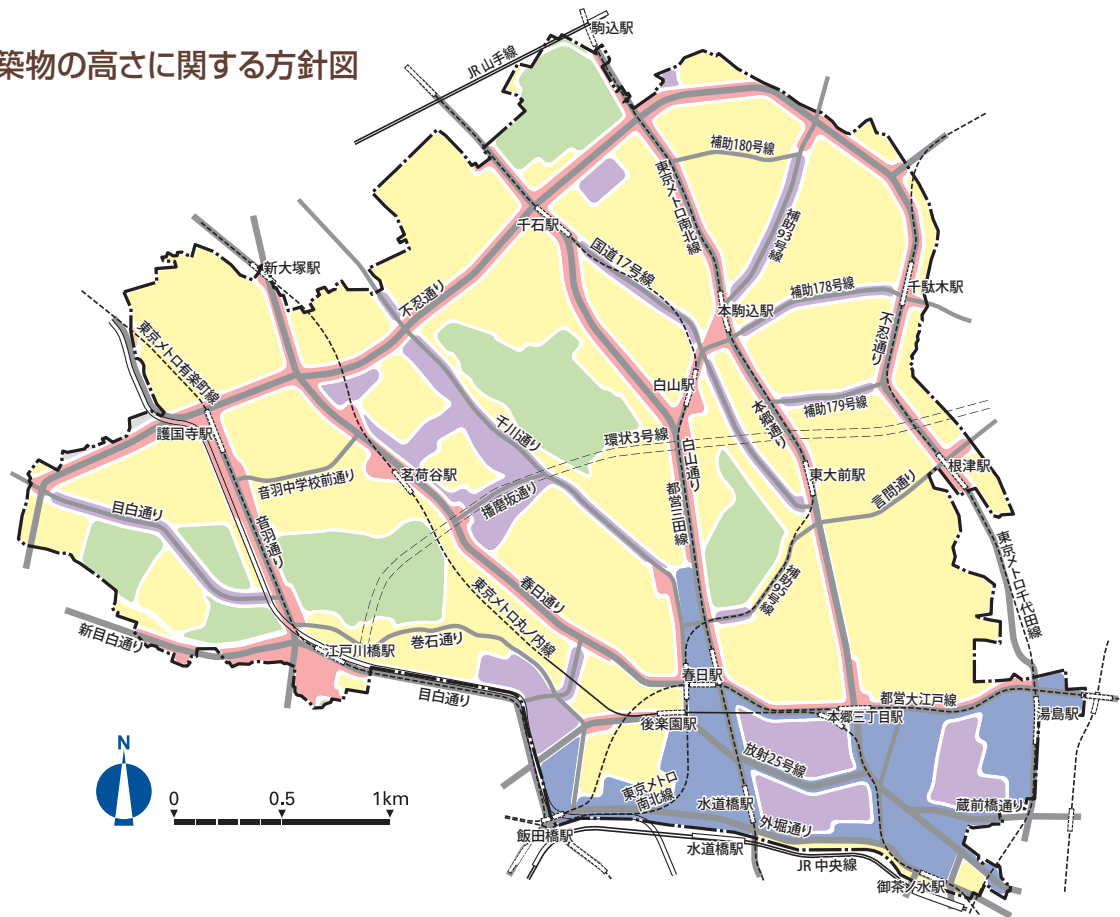 築物の高さに関する方針図
駒込駅
JR山手線
補助180号線
東京メトロ南北線
千石駅
国道17号線
補助93号線
新大塚駅
不忍通り
本駒込駅
補助178号線
千駄木駅
不忍通り
東京メトロ有楽町線
白山駅
補助179号線
本郷通り
護国寺駅
千川通り
環状3号線
白山通り
茗荷谷駅
音羽中学校前通り
播磨坂通り
都営三田線
東大前駅
言問通り
根津駅
目白通り
音羽通り
東京メトロ千代田線
補助95号線
春日通り
東京メトロ丸ノ内線
新目白通り
江戸川橋駅
巻石通り
目白通り
春日駅
都営大江戸線
湯島駅
後楽園駅
本郷三丁目駅
放射25号線
東京メトロ
南北線
水道橋駅
外堀通り
蔵前橋通り
飯田橋駅
水道橋駅
JR中央線
御茶ノ水駅
N
0 0.5 1km